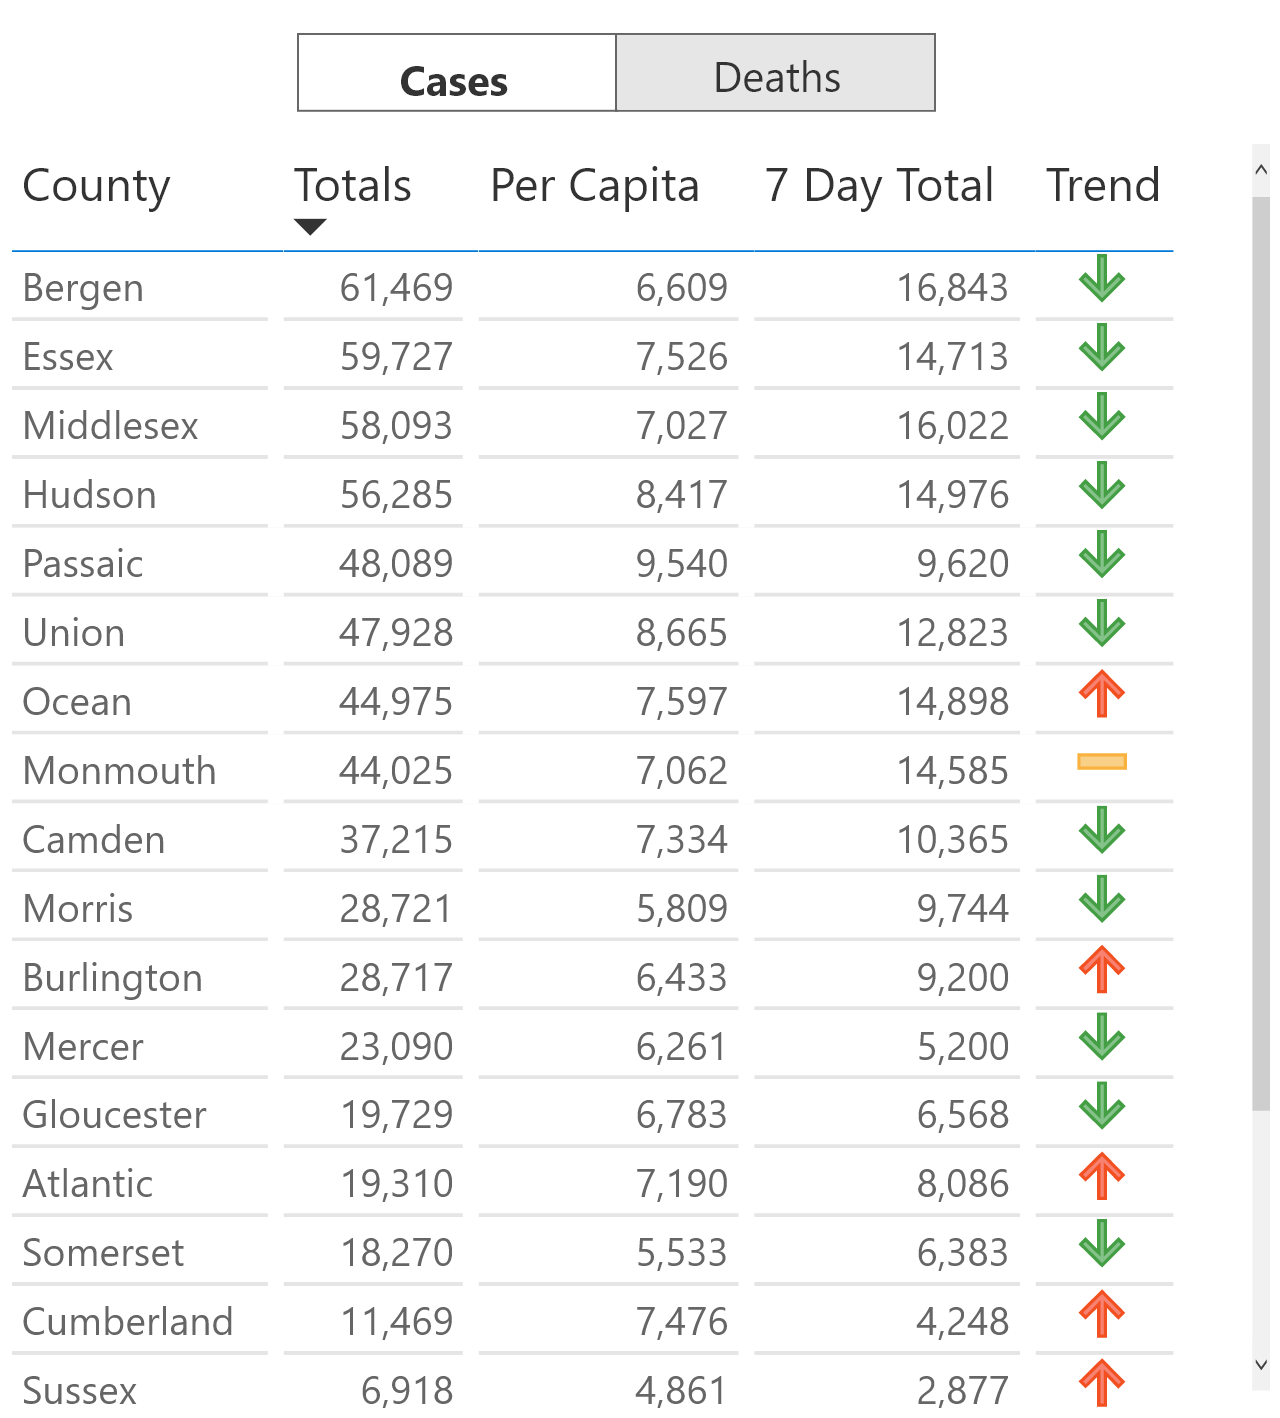 Cases Deaths
County Totals Per Capita 7 Day Total Trend
Bergen 61,469 6,609 16,843
Essex 59,727 7,526 14,713
Middlesex 58,093 7,027 16,022
Hudson 56,285 8,417 14,976
Passaic 48,089 9,540 9,620
Union 47,928 8,665 12,823
Ocean 44,975 7,597 14,898
Monmouth 44,025 7,062 14,585
Camden 37,215 7,334 10,365
Morris 28,721 5,809 9,744
Burlington 28,717 6,433 9,200
Mercer 23,090 6,261 5,200
Gloucester 19,729 6,783 6,568
Atlantic 19,310 7,190 8,086
Somerset 18,270 5,533 6,383
Cumberland 11,469 7,476 4,248
Sussex 6,918 4,861 2,877